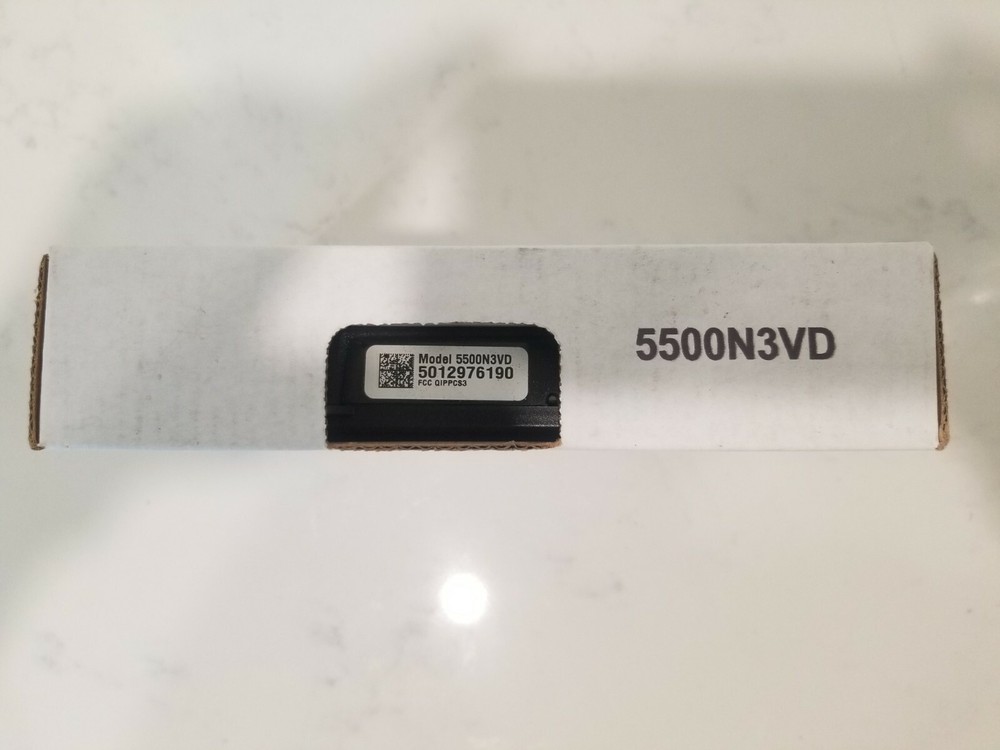 Model 5500N3VD
5012976190
FCC QIPPCS3
5500N3VD